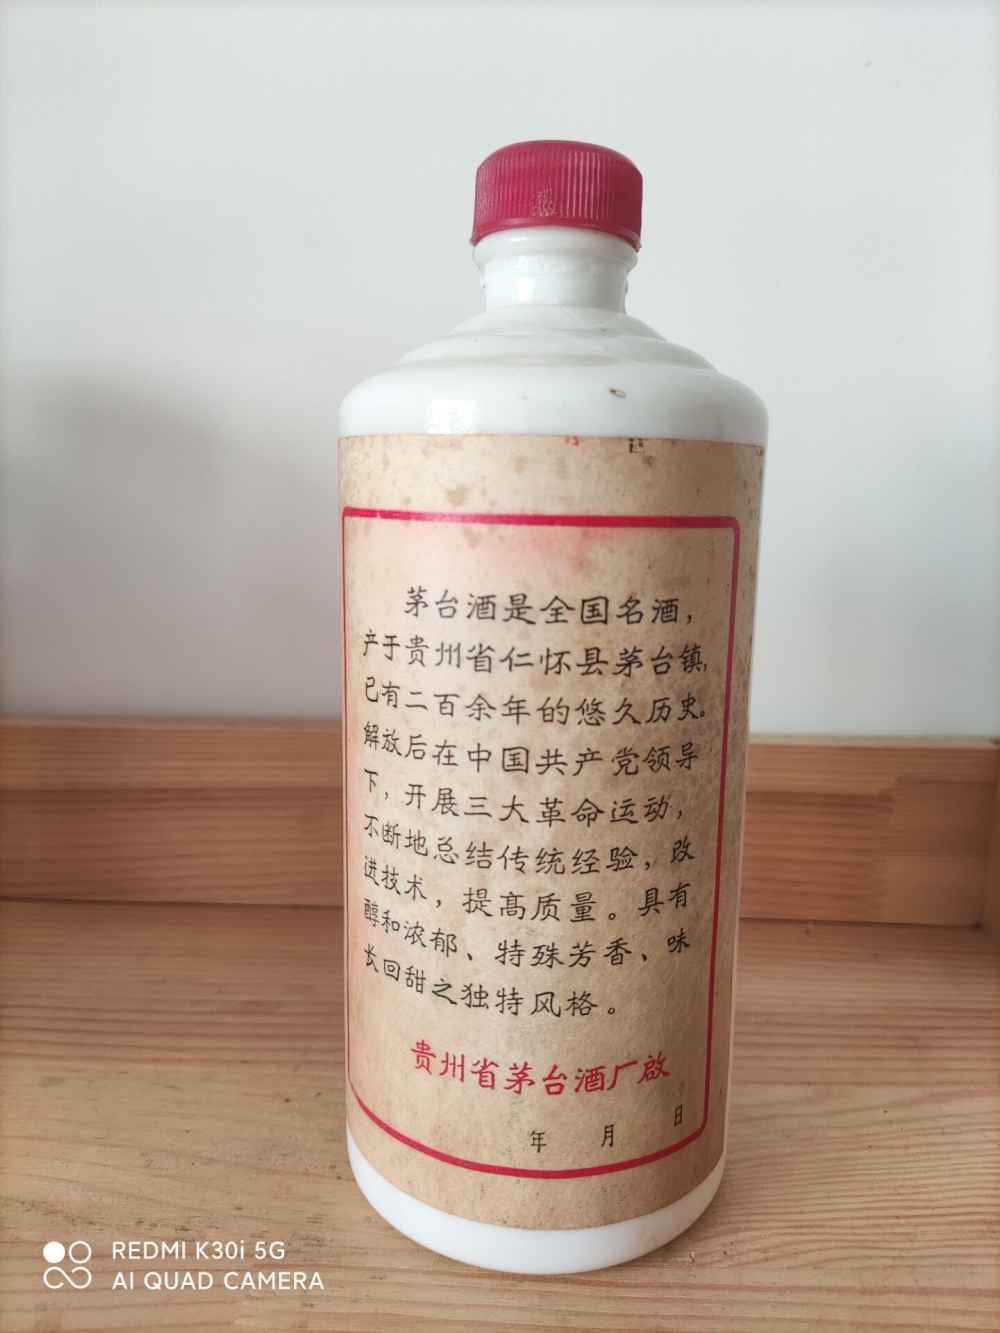 茅台酒是全国名酒，
产于贵州省仁怀县茅台镇，
已有二百余年的悠久历史。
解放后在中国共产党领导
下，开展三大革命运动，
不断地总结传统经验，改
进技术，提高质量。具有
醇和浓郁、特殊芳香、味
长回甜之独特风格。
贵州省茅台酒厂啟
年 月 日
REDMI K30i 5G
AI QUAD CAMERA